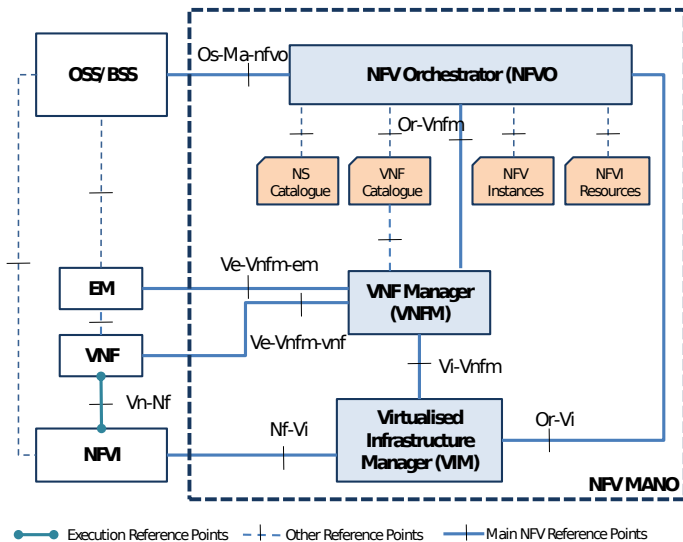 Os-Ma-nfvo
OSS/BSS
NFV Orchestrator (NFVO
Or-Vnfm
NS
Catalogue
VNF
Catalogue
NFV
Instances
NFVI
Resources
Ve-Vnfm-em
EM
VNF Manager
(VNFM)
Ve-Vnfm-vnf
VNF
Vi-Vnfm
Vn-Nf
Nf-Vi
Virtualised
Infrastructure
Manager (VIM)
Or-Vi
NFVI
NFV MANO
Execution Reference Points
Other Reference Points
Main NFV Reference Points